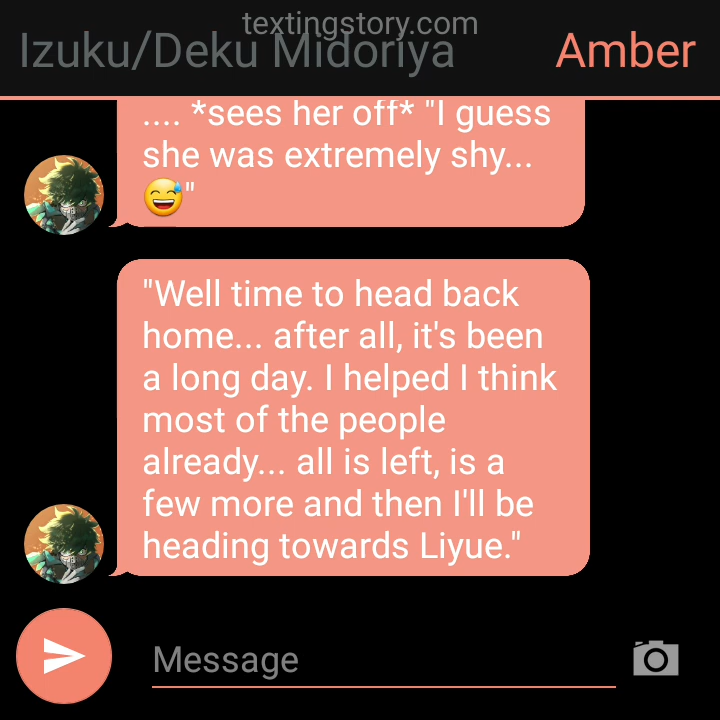 textingstory.com
Izuku/Deku Midoriya
Amber
.... *sees her off* "I guess
she was extremely shy...
😅"
"Well time to head back
home... after all, it's been
a long day. I helped I think
most of the people
already... all is left, is a
few more and then I'll be
heading towards Liyue."
Message